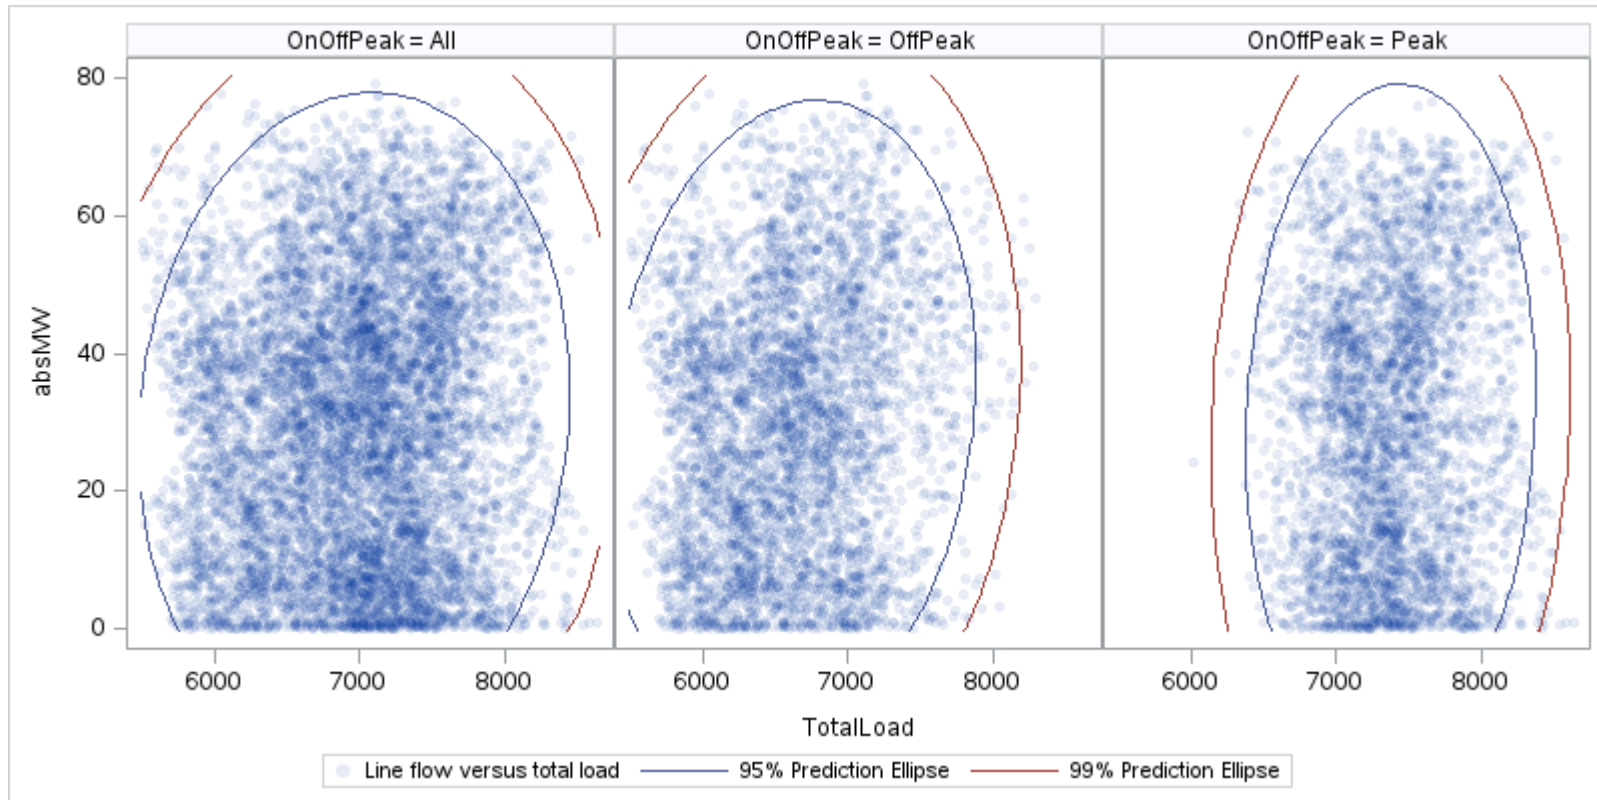 OnOffPeak = All
OnOffPeak = OffPeak
OnOffPeak = Peak
80
60
40
20
0
absMW
6000 7000 8000
6000 7000 8000
6000 7000 8000
TotalLoad
Line flow versus total load
95% Prediction Ellipse
99% Prediction Ellipse